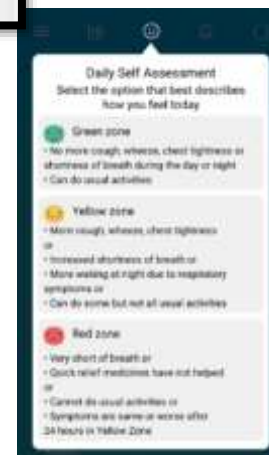 Daily Self Assessment
Select the option that best describes
how you feel today
Green zone
• No more cough, wheeze, chest tightness or
shortness of breath during the day or night
• Can do usual activities
Yellow zone
• More cough, wheeze, chest tightness
or
• Increased shortness of breath or
• More waking at night due to respiratory
symptoms or
• Can do some but not all usual activities
Red zone
• Very short of breath or
• Quick relief medicines have not helped
or
• Cannot do usual activities or
• Symptoms are same or worse after
24 hours in Yellow Zone